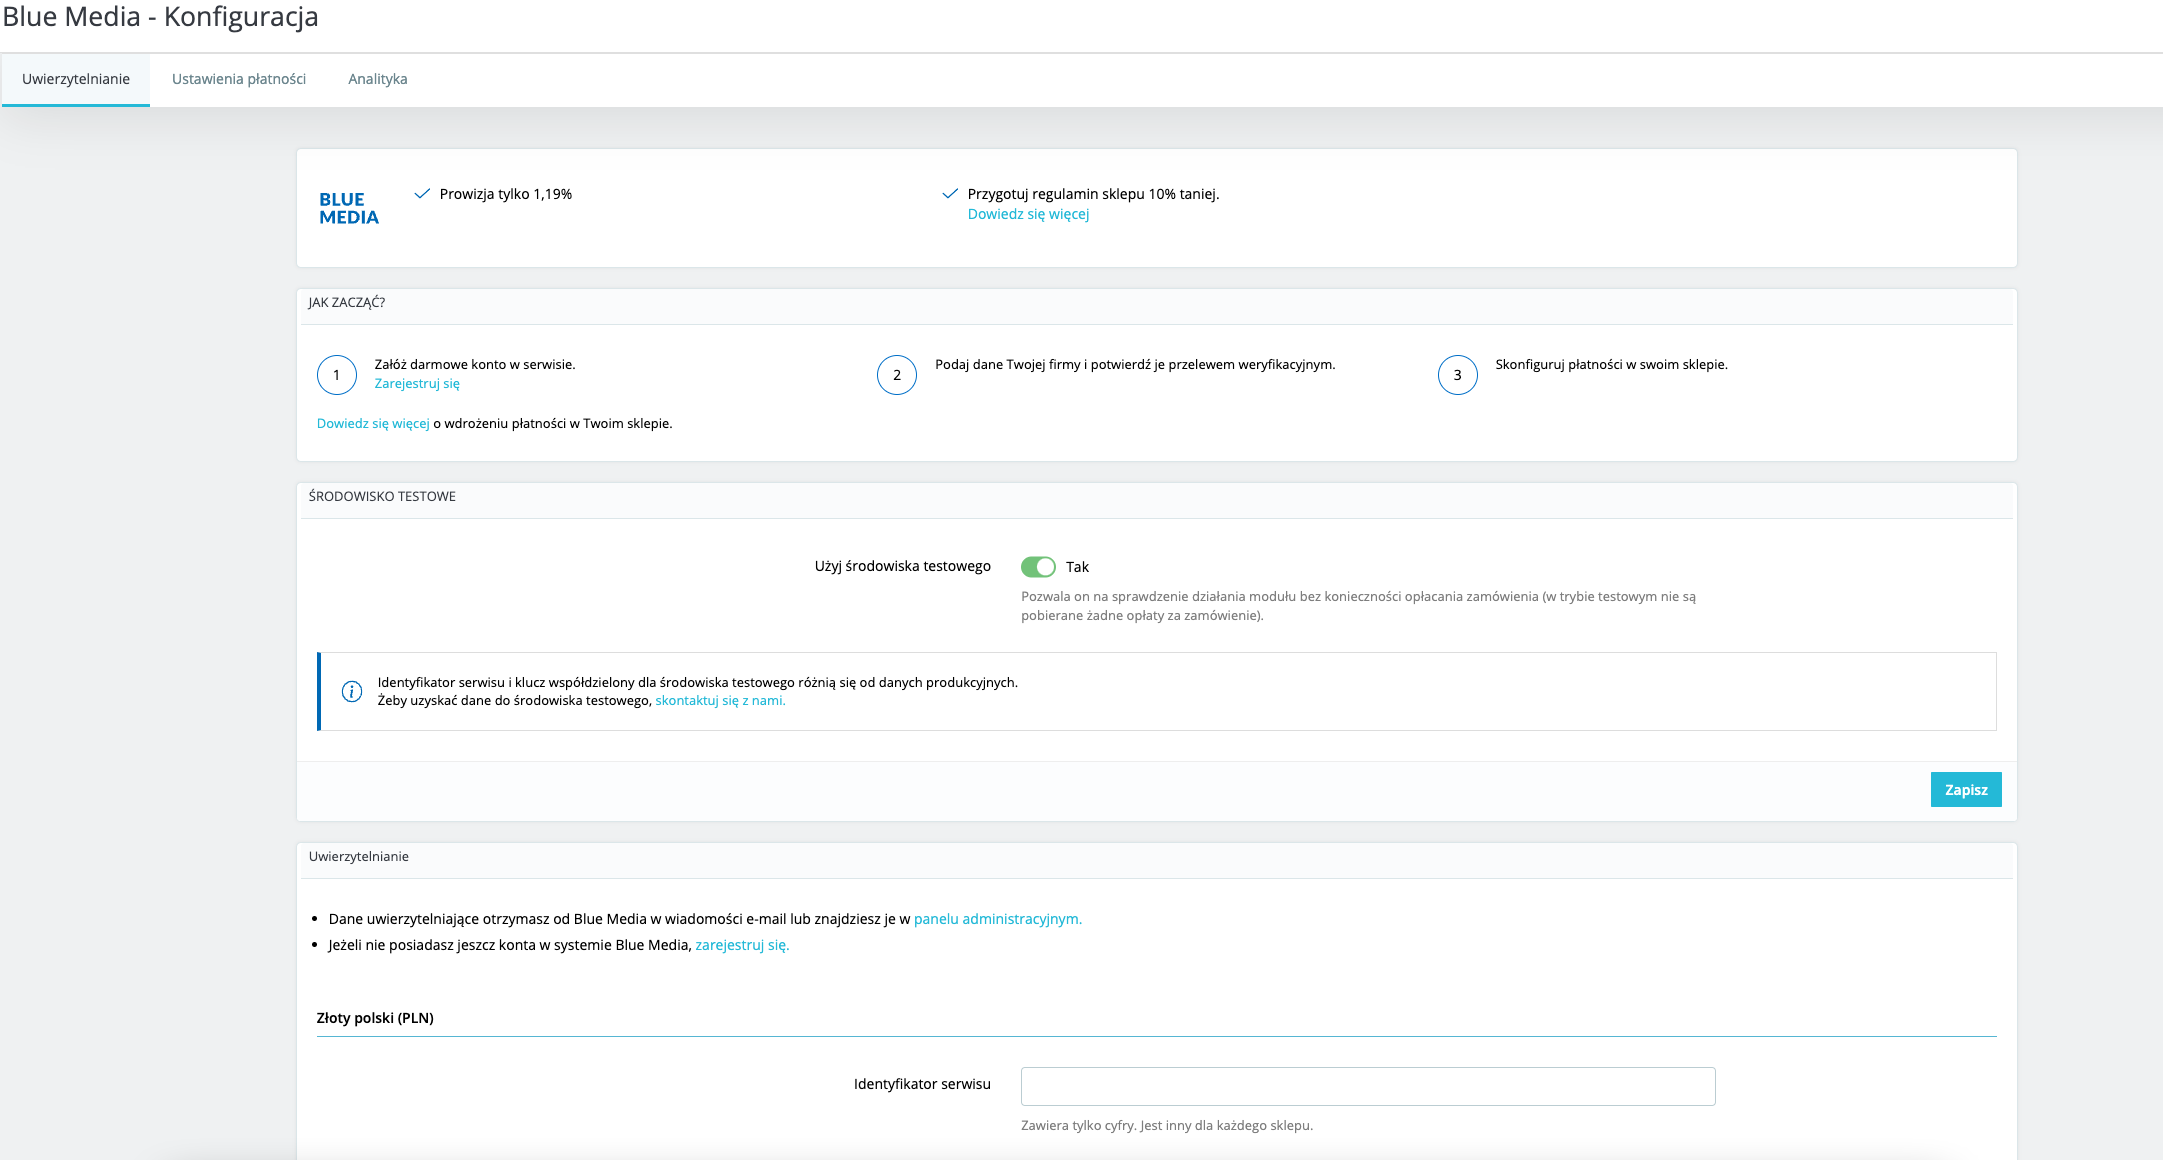 Blue Media - Konfiguracja
Uwierzytelnianie
Ustawienia płatności
Analityka
BLUE
MEDIA
Prowizja tylko 1,19%
Przygotuj regulamin sklepu 10% taniej.
Dowiedz się więcej
JAK ZACZĄĆ?
1
Załóż darmowe konto w serwisie.
Zarejestruj się
2
Podaj dane Twojej firmy i potwierdź je przelewem weryfikacyjnym.
3
Skonfiguruj płatności w swoim sklepie.
Dowiedz się więcej o wdrożeniu płatności w Twoim sklepie.
ŚRODOWISKO TESTOWE
Użyj środowiska testowego
Tak
Pozwala on na sprawdzenie działania modułu bez konieczności opłacania zamówienia (w trybie testowym nie są
pobierane żadne opłaty za zamówienie).
Identyfikator serwisu i klucz współdzielony dla środowiska testowego różnią się od danych produkcyjnych.
Żeby uzyskać dane do środowiska testowego, skontaktuj się z nami.
Zapisz
Uwierzytelnianie
Dane uwierzytelniające otrzymasz od Blue Media w wiadomości e-mail lub znajdziesz je w panelu administracyjnym.
Jeżeli nie posiadasz jeszcz konta w systemie Blue Media, zarejestruj się.
Złoty polski (PLN)
Identyfikator serwisu
Zawiera tylko cyfry. Jest inny dla każdego sklepu.